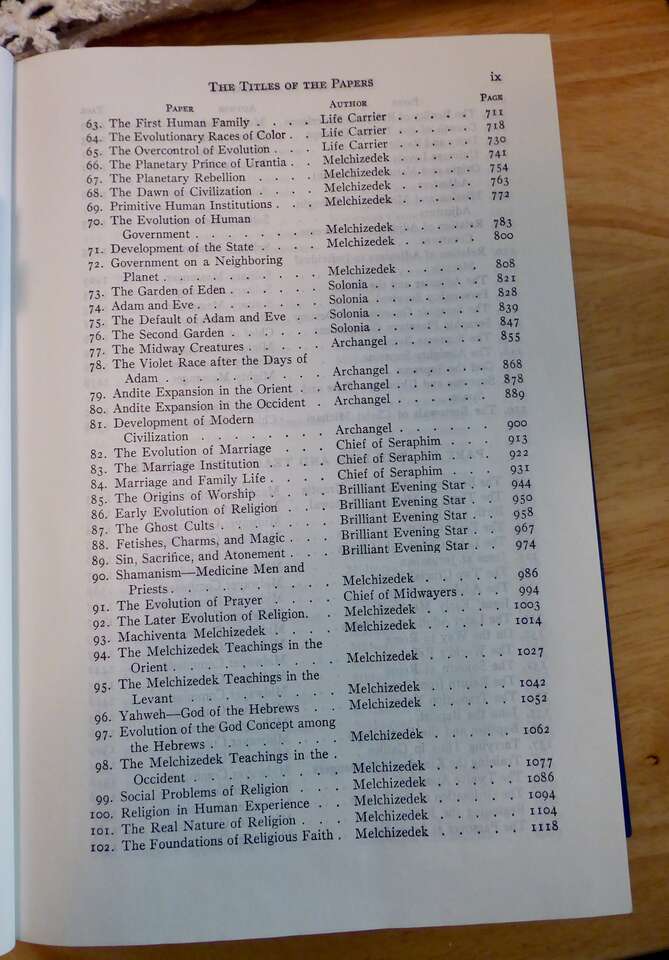 THE TITLES OF THE PAPERS ix
PAPER AUTHOR PAGE
63. The First Human Family . . . . Life Carrier . . . . . 711
64. The Evolutionary Races of Color . . Life Carrier . . . . . 718
65. The Overcontrol of Evolution . . . Life Carrier . . . . . 730
66. The Planetary Prince of Urantia . . Melchizedek . . . . . 741
67. The Planetary Rebellion . . . . Melchizedek . . . . . 754
68. The Dawn of Civilization . . . . Melchizedek . . . . . 763
69. Primitive Human Institutions . . . Melchizedek . . . . . 772
70. The Evolution of Human
Government . . . . . . . Melchizedek . . . . . 783
71. Development of the State . . . . Melchizedek . . . . . 800
72. Government on a Neighboring
Planet . . . . . . . . . Melchizedek . . . . . 808
73. The Garden of Eden . . . . . Solonia . . . . . . 821
74. Adam and Eve . . . . . . . Solonia . . . . . . 828
75. The Default of Adam and Eve . . Solonia . . . . . . 839
76. The Second Garden . . . . . Solonia . . . . . . 847
77. The Midway Creatures . . . . . Archangel . . . . . 855
78. The Violet Race after the Days of
Adam . . . . . . . . . Archangel . . . . . 868
79. Andite Expansion in the Orient . . Archangel . . . . . 878
80. Andite Expansion in the Occident . Archangel . . . . . 889
81. Development of Modern
Civilization . . . . . . . Archangel . . . . . 900
82. The Evolution of Marriage . . . Chief of Seraphim . . . 913
83. The Marriage Institution . . . . Chief of Seraphim . . . 922
84. Marriage and Family Life . . . . Chief of Seraphim . . . 931
85. The Origins of Worship . . . . Brilliant Evening Star . . 944
86. Early Evolution of Religion . . . Brilliant Evening Star . . 950
87. The Ghost Cults . . . . . . Brilliant Evening Star . . 958
88. Fetishes, Charms, and Magic . . . Brilliant Evening Star . . 967
89. Sin, Sacrifice, and Atonement . . . Brilliant Evening Star . . 974
90. Shamanism—Medicine Men and
Priests . . . . . . . . . Melchizedek . . . . . 986
91. The Evolution of Prayer . . . . Chief of Midwayers . . . 994
92. The Later Evolution of Religion . . Melchizedek . . . . . 1003
93. Machiventa Melchizedek . . . . Melchizedek . . . . . 1014
94. The Melchizedek Teachings in the
Orient . . . . . . . . . Melchizedek . . . . . 1027
95. The Melchizedek Teachings in the
Levant . . . . . . . . Melchizedek . . . . . 1042
96. Yahweh—God of the Hebrews . . . Melchizedek . . . . . 1052
97. Evolution of the God Concept among
the Hebrews . . . . . . . Melchizedek . . . . . 1062
98. The Melchizedek Teachings in the .
Occident . . . . . . . . Melchizedek . . . . . 1077
99. Social Problems of Religion . . . Melchizedek . . . . . 1086
100. Religion in Human Experience . . Melchizedek . . . . . 1094
101. The Real Nature of Religion . . . Melchizedek . . . . . 1104
102. The Foundations of Religious Faith . Melchizedek . . . . . 1118